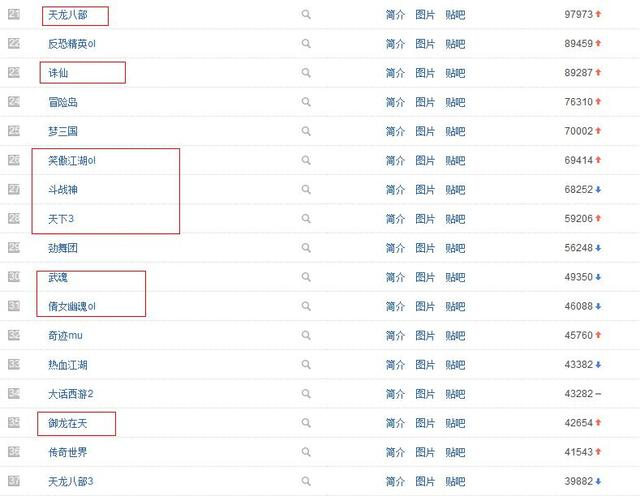 21 天龙八部 简介 图片 贴吧 97973
22 反恐精英ol 简介 图片 贴吧 89459
23 诛仙 简介 图片 贴吧 89287
24 冒险岛 简介 图片 贴吧 76310
25 梦三国 简介 图片 贴吧 70002
26 笑傲江湖ol 简介 图片 贴吧 69414
27 斗战神 简介 图片 贴吧 68252
28 天下3 简介 图片 贴吧 59206
29 劲舞团 简介 图片 贴吧 56248
30 武魂 简介 图片 贴吧 49350
31 倩女幽魂ol 简介 图片 贴吧 46088
32 奇迹mu 简介 图片 贴吧 45760
33 热血江湖 简介 图片 贴吧 43382
34 大话西游2 简介 图片 贴吧 43282
35 御龙在天 简介 图片 贴吧 42654
36 传奇世界 简介 图片 贴吧 41543
37 天龙八部3 简介 图片 贴吧 39882